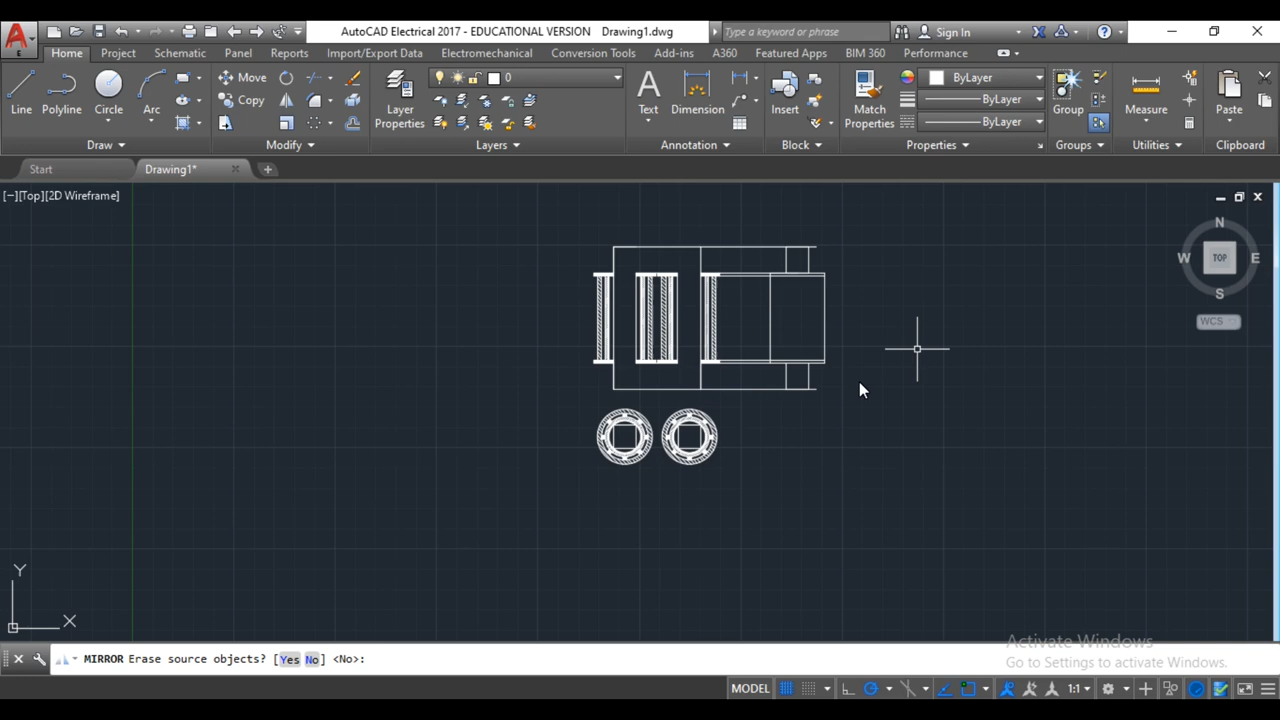 AutoCAD Electrical 2017 - EDUCATIONAL VERSION Drawing1.dwg
Type a keyword or phrase
Sign In
A
E
Home Project Schematic Panel Reports Import/Export Data Electromechanical Conversion Tools Add-ins A360 Featured Apps BIM 360 Performance
Line Polyline Circle Arc
Move
Copy
Layer Properties
0
Text Dimension
Insert
Match Properties
ByLayer
ByLayer
ByLayer
Group
Measure
Paste
Draw Modify Layers Annotation Block Properties Groups Utilities Clipboard
Start Drawing1*
[−][Top][2D Wireframe]
N
W TOP E
S
WCS
Y
X
Activate Windows
Go to Settings to activate Windows.
MIRROR Erase source objects? [Yes No] <No>:
MODEL 1:1